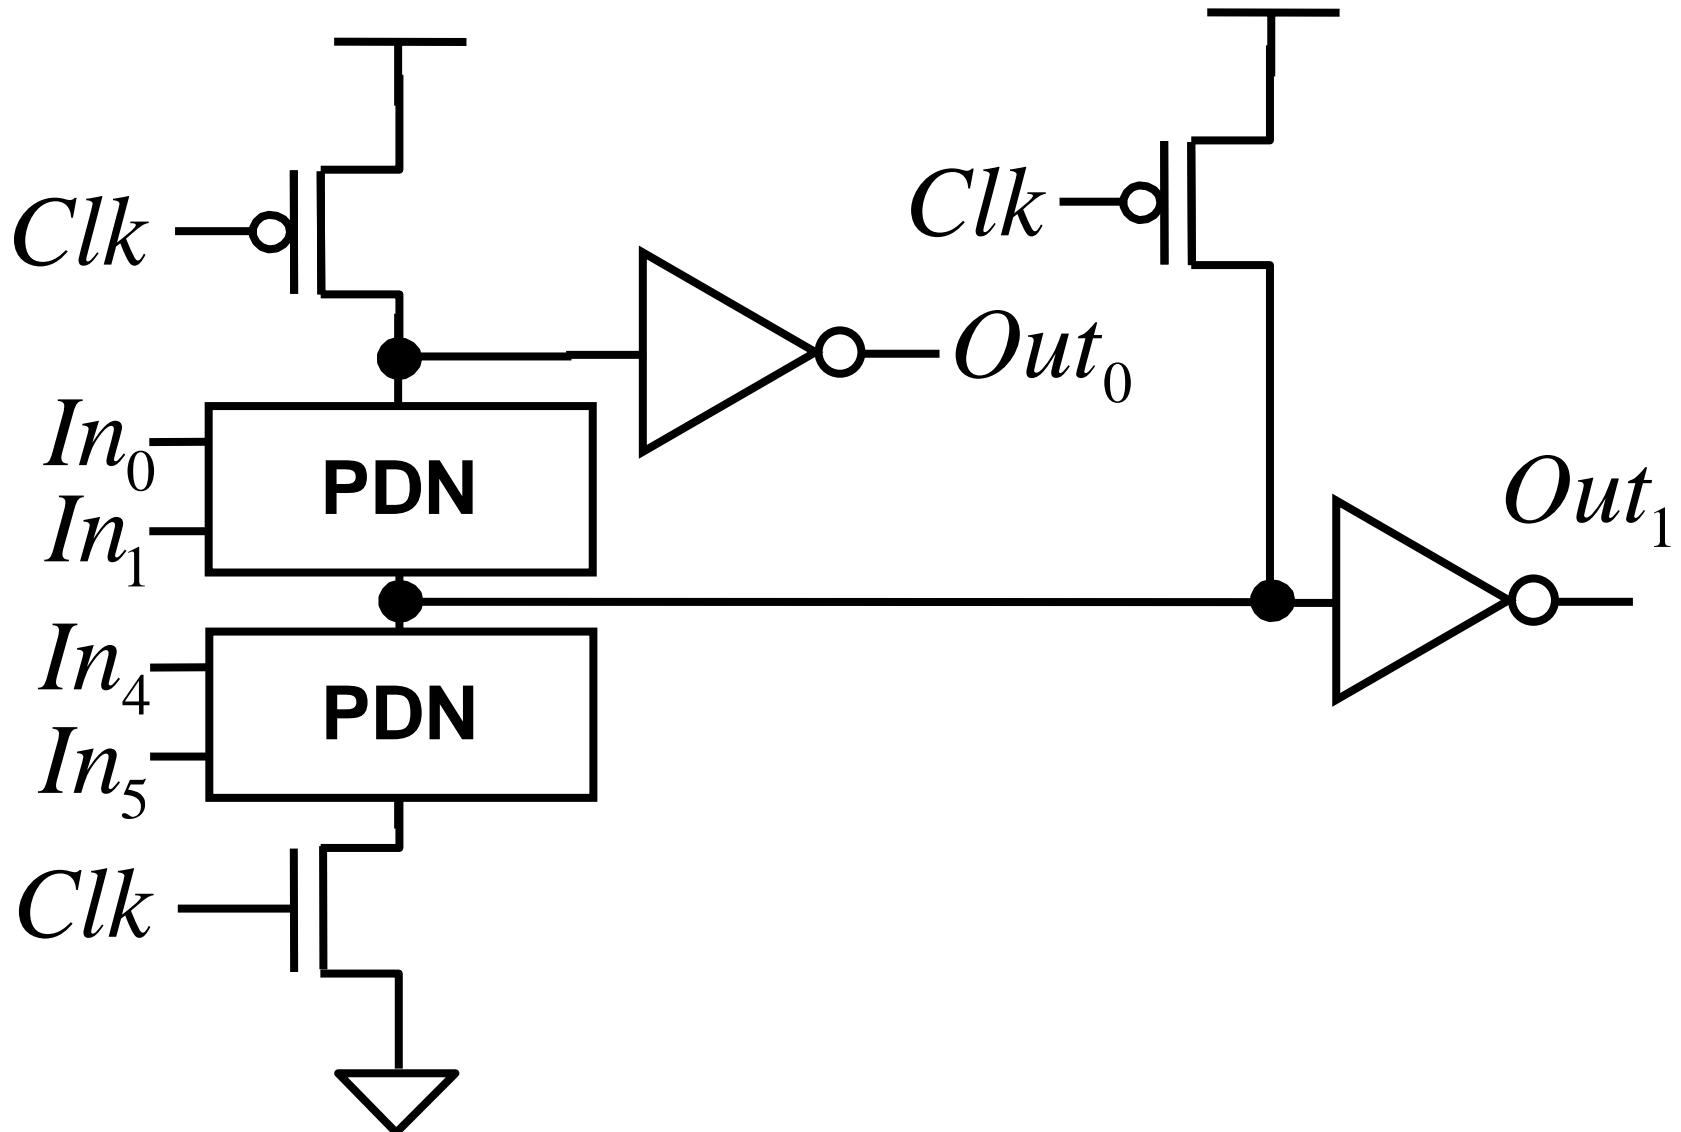 Clk
Clk
Out₀
In₀
PDN
In₁
Out₁
In₄
PDN
In₅
Clk